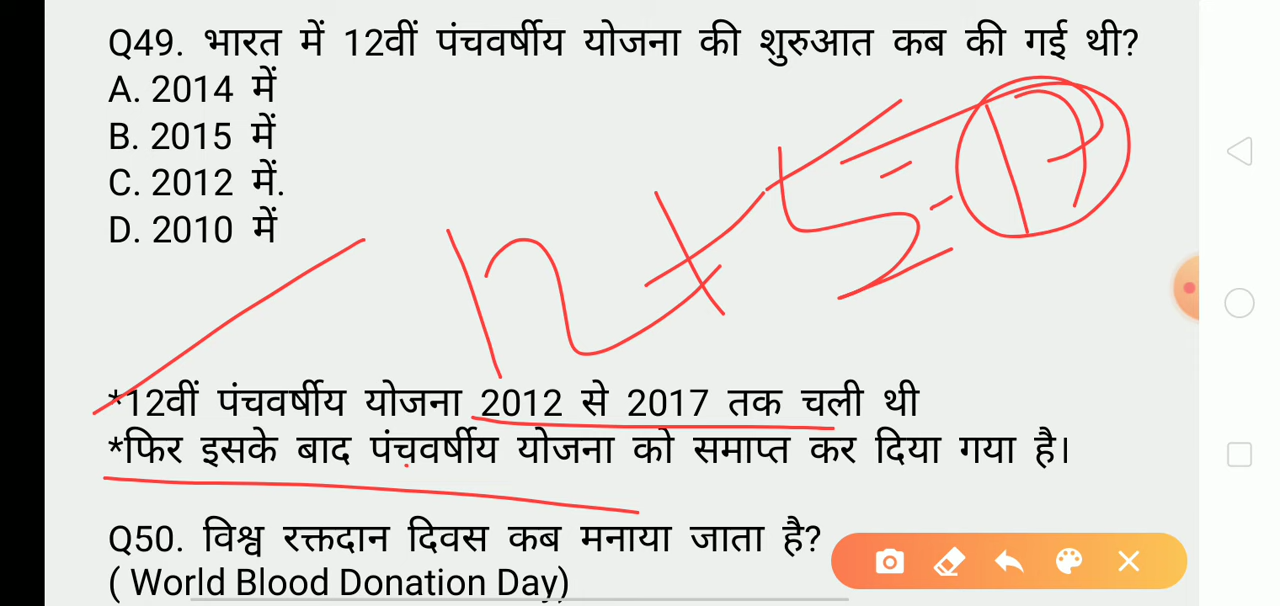 Q49. भारत में 12वीं पंचवर्षीय योजना की शुरुआत कब की गई थी?
A. 2014 में
B. 2015 में
C. 2012 में.
D. 2010 में
12+5=17
*12वीं पंचवर्षीय योजना 2012 से 2017 तक चली थी
*फिर इसके बाद पंचवर्षीय योजना को समाप्त कर दिया गया है।
Q50. विश्व रक्तदान दिवस कब मनाया जाता है?
( World Blood Donation Day)